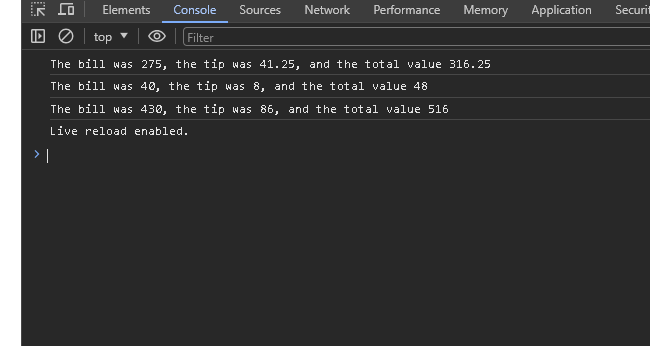 Elements Console Sources Network Performance Memory Application Securi
top Filter
The bill was 275, the tip was 41.25, and the total value 316.25
The bill was 40, the tip was 8, and the total value 48
The bill was 430, the tip was 86, and the total value 516
Live reload enabled.